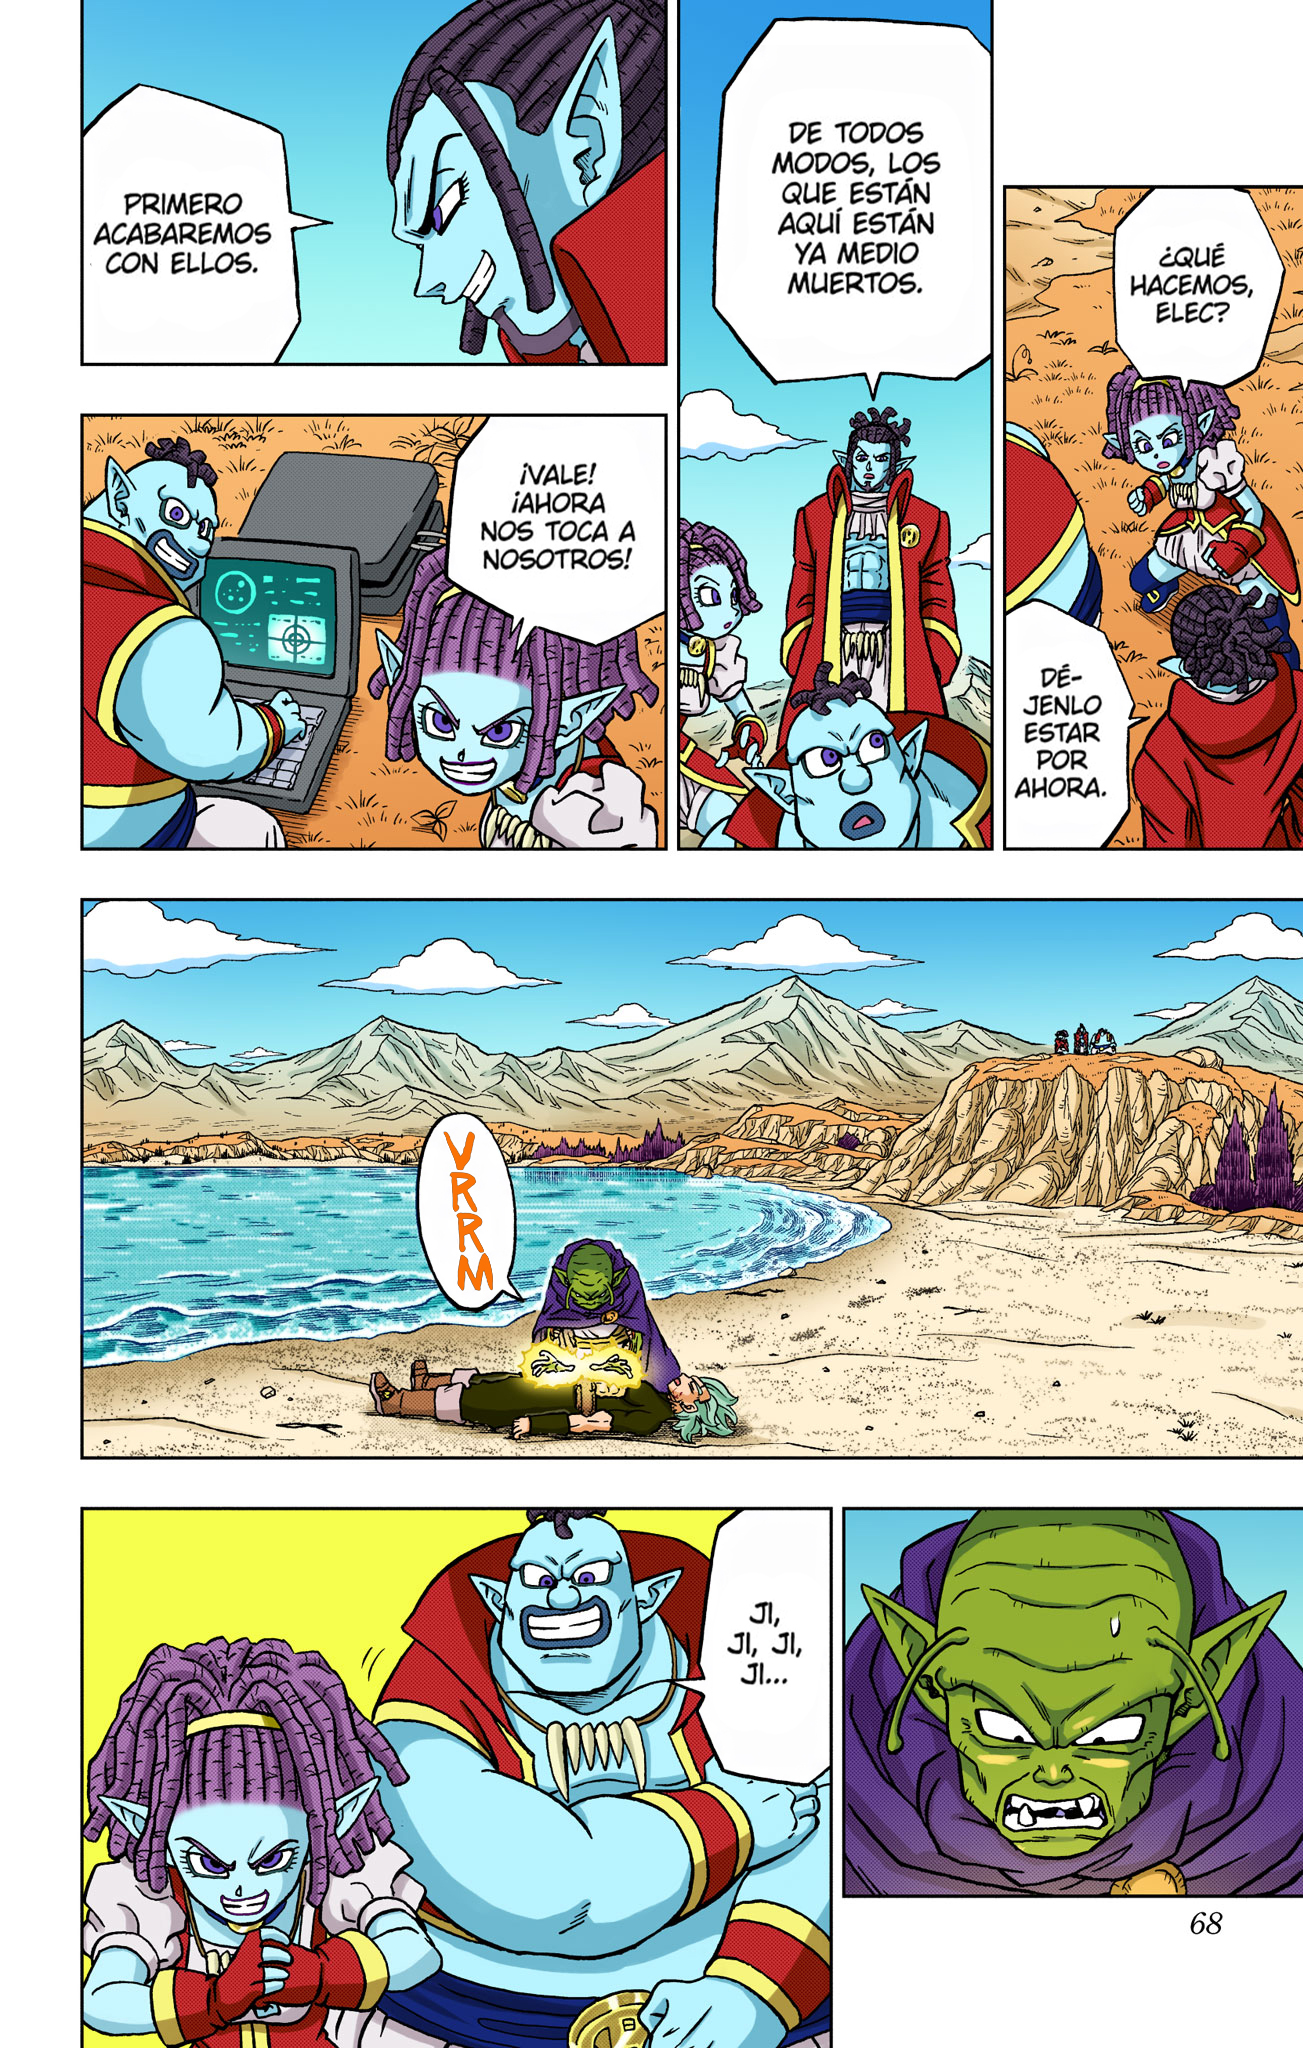 ¿QUÉ
HACEMOS,
ELEC?
DÉ-
JENLO
ESTAR
POR
AHORA.
DE TODOS
MODOS, LOS
QUE ESTÁN
AQUÍ ESTÁN
YA MEDIO
MUERTOS.
PRIMERO
ACABAREMOS
CON ELLOS.
¡VALE!
¡AHORA
NOS TOCA A
NOSOTROS!
VRRM
JI,
JI, JI,
JI...
68